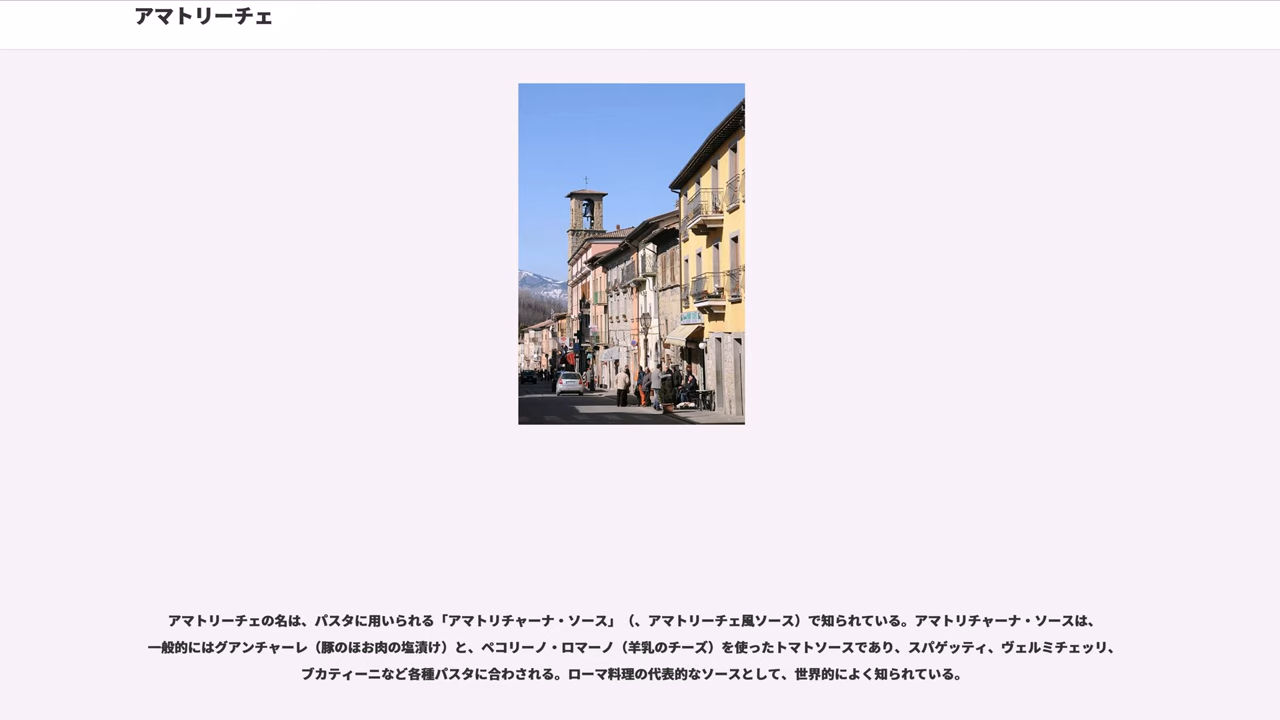 アマトリーチェ
アマトリーチェの名は、パスタに用いられる「アマトリチャーナ・ソース」（、アマトリーチェ風ソース）で知られている。アマトリチャーナ・ソースは、
一般的にはグアンチャーレ（豚のほお肉の塩漬け）と、ペコリーノ・ロマーノ（羊乳のチーズ）を使ったトマトソースであり、スパゲッティ、ヴェルミチェッリ、
ブカティーニなど各種パスタに合わされる。ローマ料理の代表的なソースとして、世界的によく知られている。